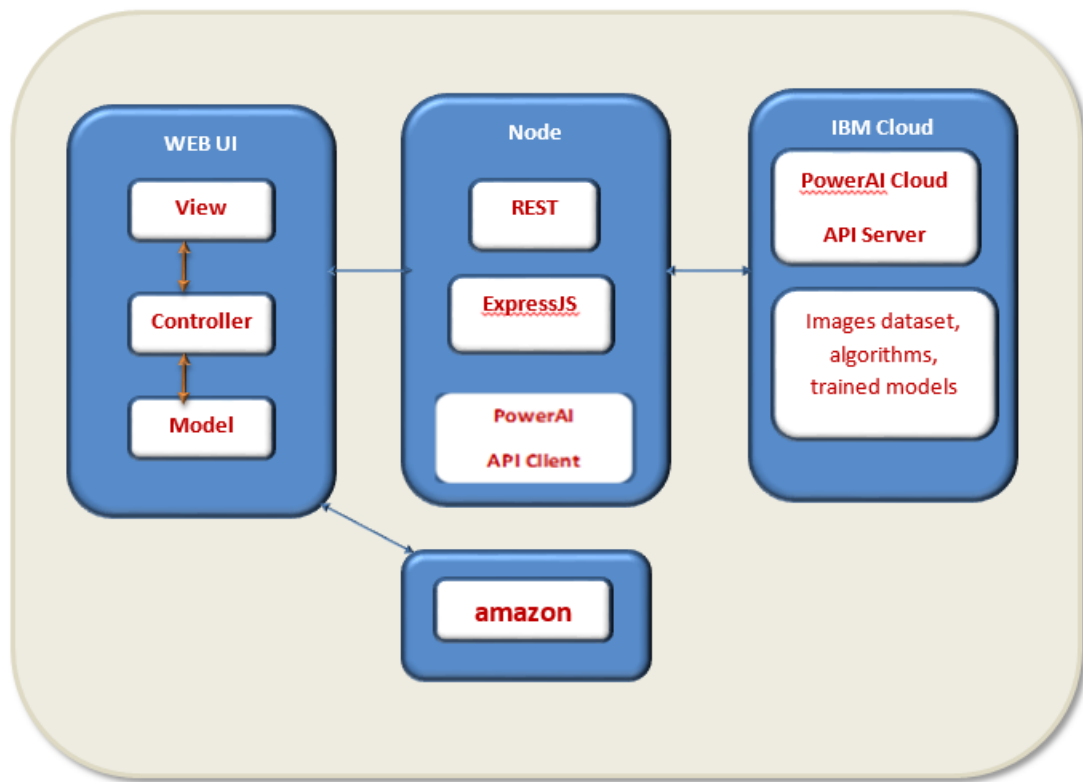 WEB UI
View
Controller
Model
Node
REST
ExpressJS
PowerAI
API Client
IBM Cloud
PowerAI Cloud
API Server
Images dataset,
algorithms,
trained models
amazon